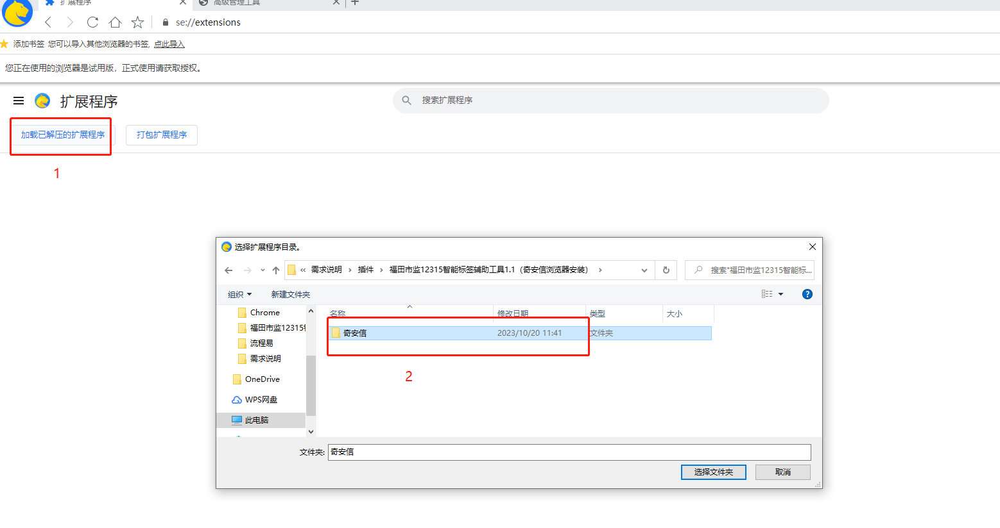 扩展程序
高级管理工具
se://extensions
添加书签 您可以导入其他浏览器的书签, 点此导入
您正在使用的浏览器是试用版，正式使用请获取授权。
扩展程序
搜索扩展程序
加载已解压的扩展程序 打包扩展程序
1
选择扩展程序目录。
« 需求说明 › 插件 › 福田市监12315智能标签辅助工具1.1（奇安信浏览器安装） ›
搜索"福田市监12315智能标...
组织 新建文件夹
名称 修改日期 类型 大小
Chrome
福田市监12315智
流程易
需求说明
OneDrive
WPS网盘
此电脑
奇安信 2023/10/20 11:41 文件夹
2
文件夹: 奇安信
选择文件夹 取消